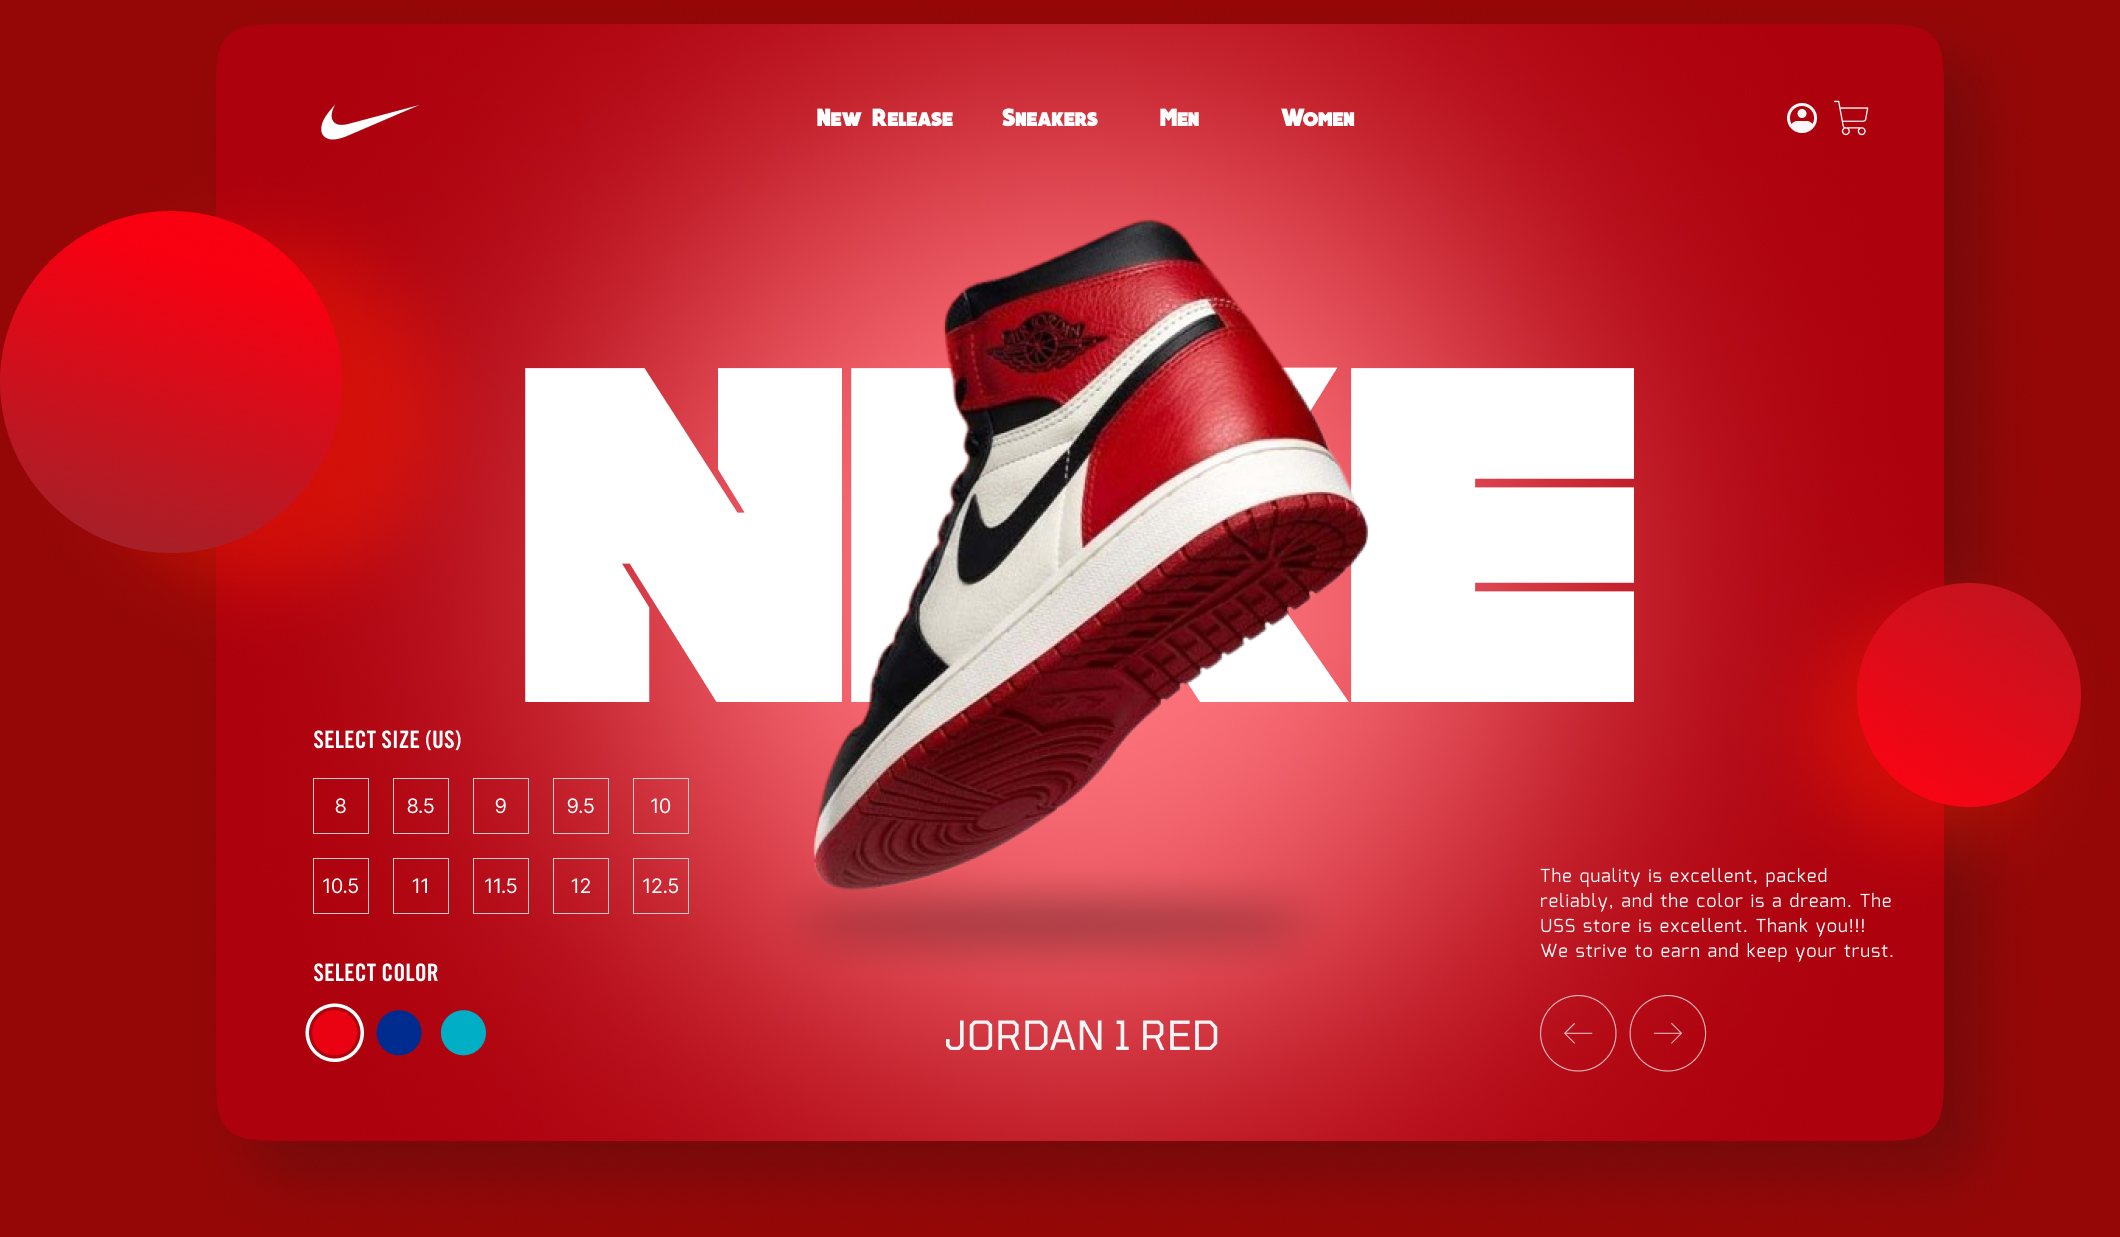 New Release Sneakers Men Women
AIR JORDAN
NIKE
SELECT SIZE (US)
8 8.5 9 9.5 10
10.5 11 11.5 12 12.5
SELECT COLOR
The quality is excellent, packed
reliably, and the color is a dream. The
USS store is excellent. Thank you!!!
We strive to earn and keep your trust.
JORDAN 1 RED